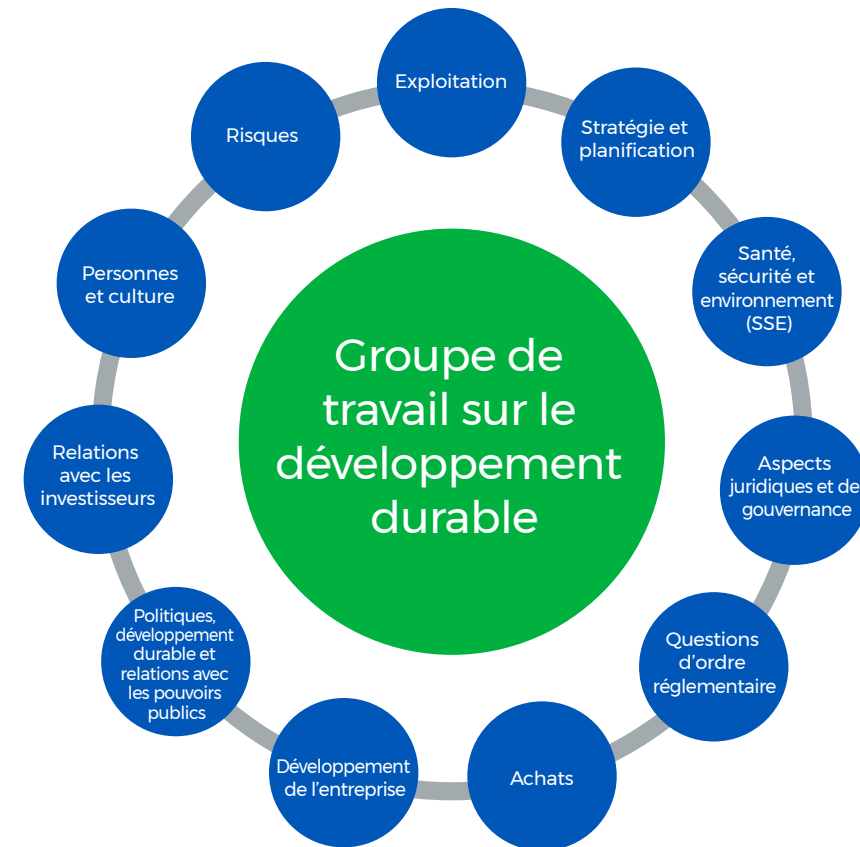 Exploitation
Stratégie et
planification
Santé,
sécurité et
environnement
(SSE)
Aspects
juridiques et de
gouvernance
Questions
d'ordre
réglementaire
Achats
Développement
de l'entreprise
Politiques,
développement
durable et
relations avec
les pouvoirs
publics
Relations
avec les
investisseurs
Personnes
et culture
Risques
Groupe de
travail sur le
développement
durable